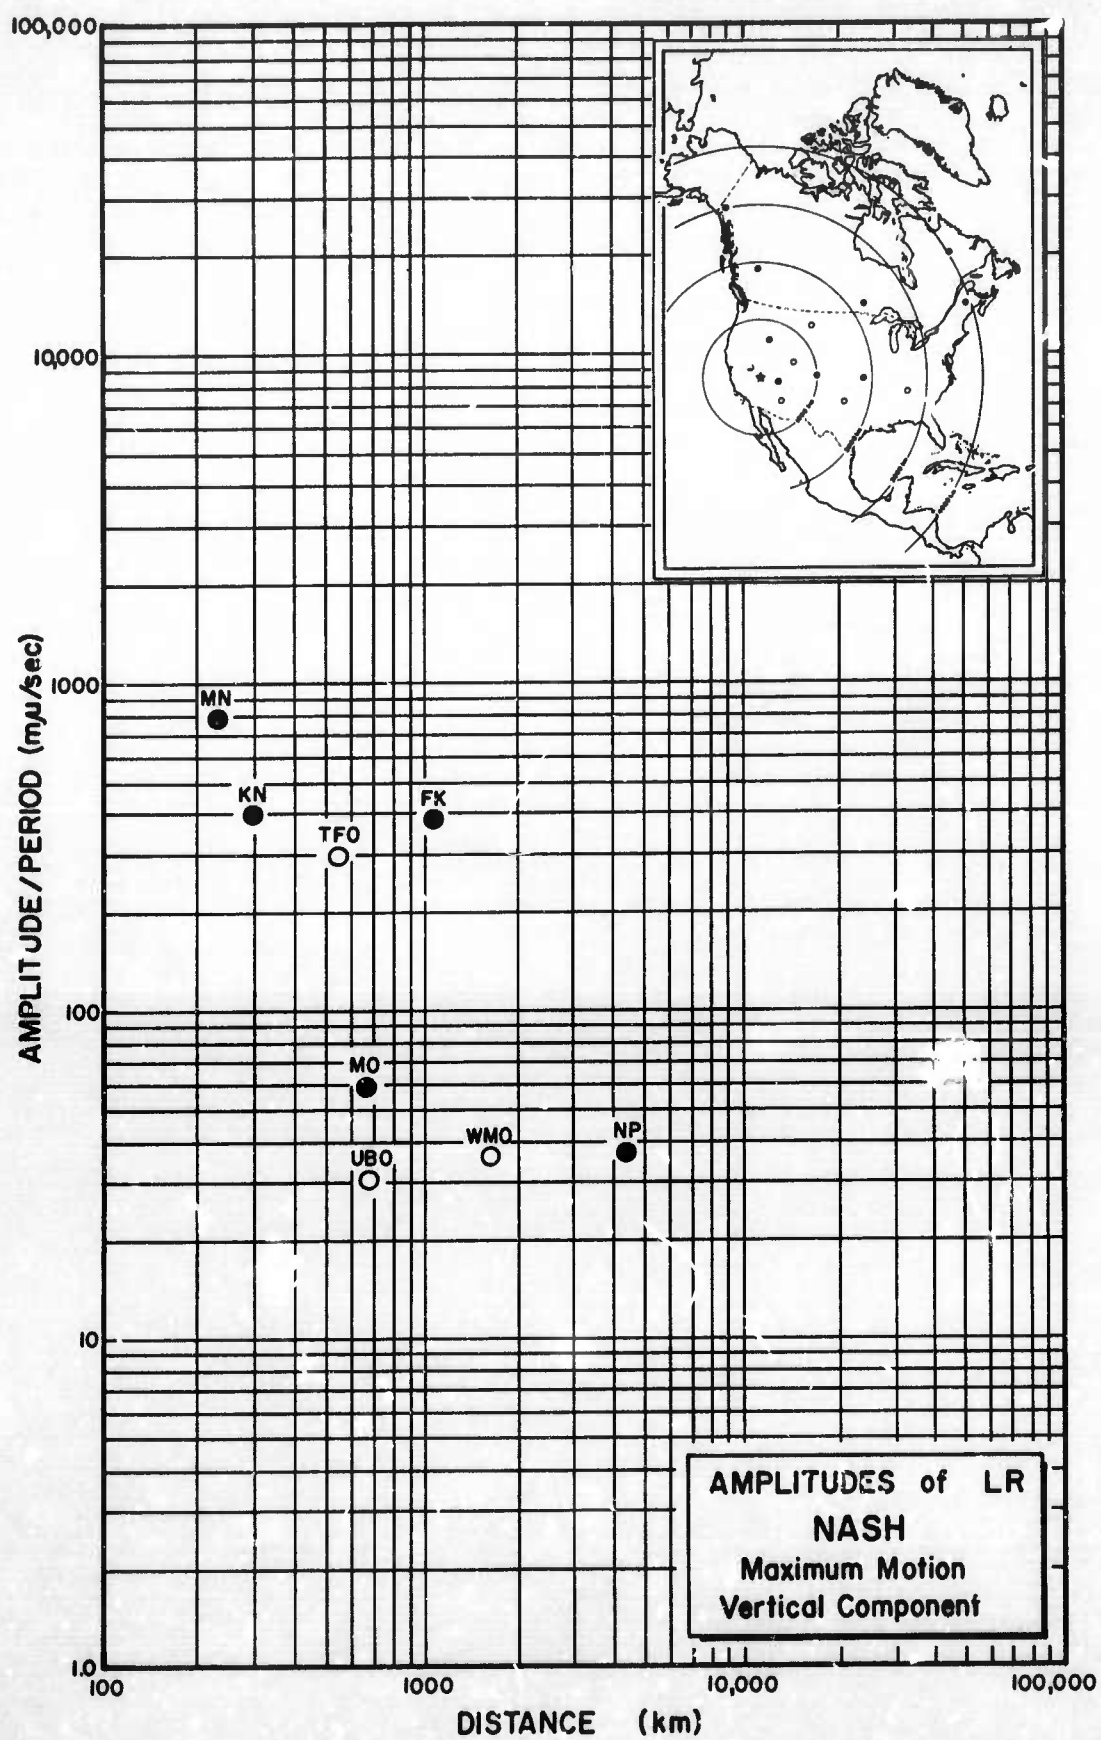 100,000
10,000
1000
100
10
1.0
AMPLITUDE/PERIOD (mμ/sec)
MN
KN
FK
TFO
MO
UBO
WMO
NP
AMPLITUDES of LR
NASH
Maximum Motion
Vertical Component
100
1000
10,000
100,000
DISTANCE (km)